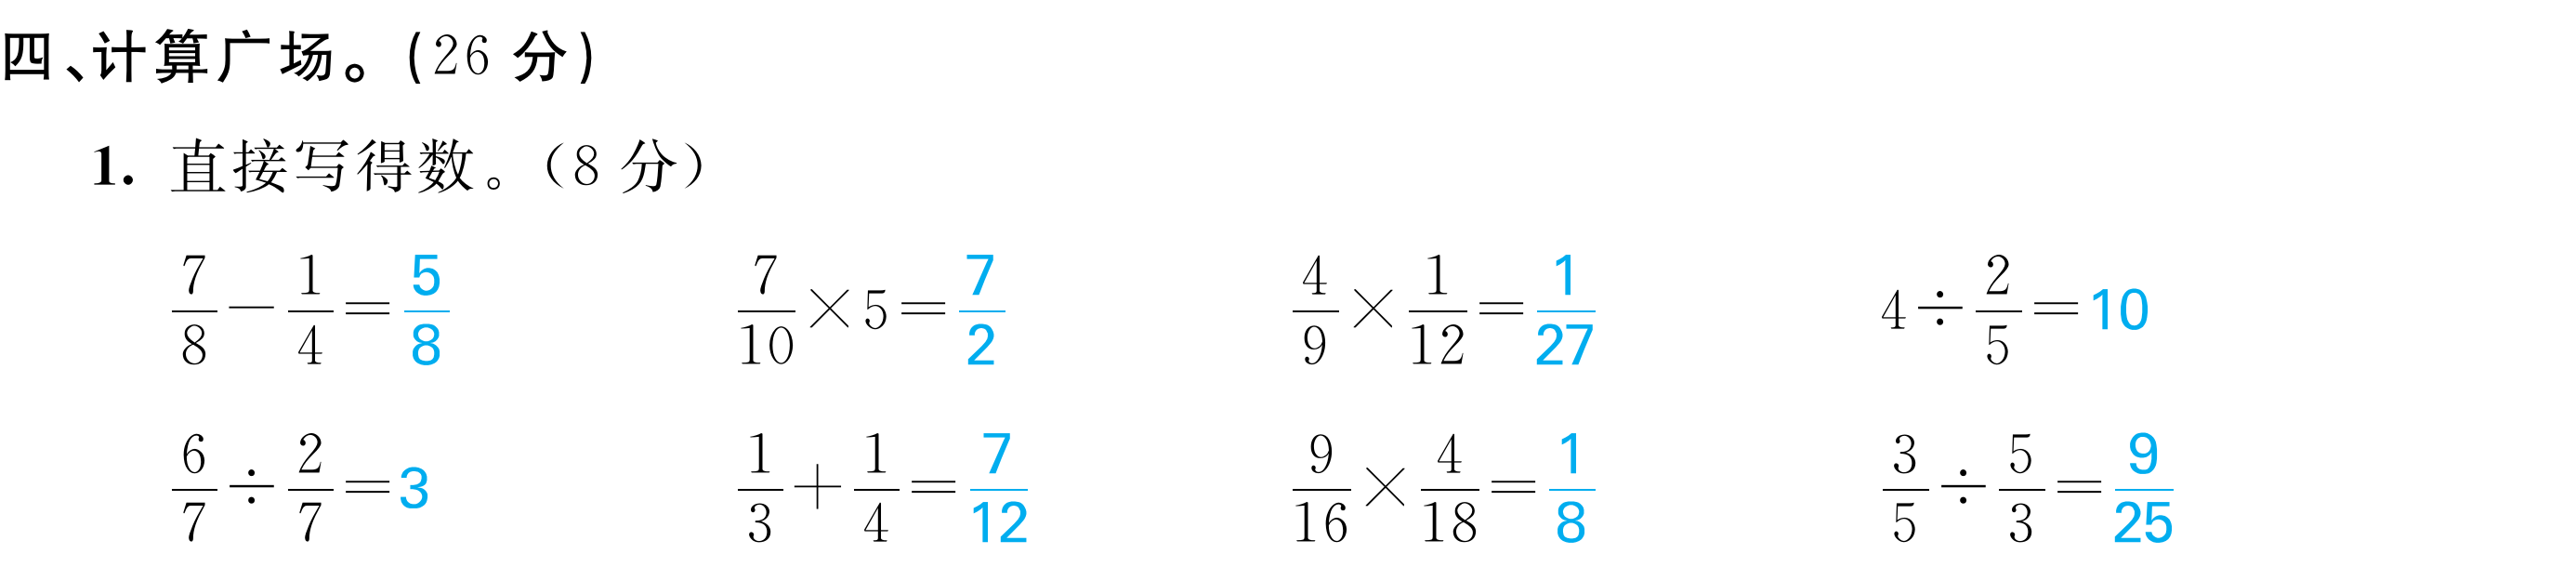 四、计算广场。(26 分)
1. 直接写得数。(8 分)
7/8 − 1/4 = 5/8 7/10 × 5 = 7/2 4/9 × 1/12 = 1/27 4 ÷ 2/5 = 10
6/7 ÷ 2/7 = 3 1/3 + 1/4 = 7/12 9/16 × 4/18 = 1/8 3/5 ÷ 5/3 = 9/25